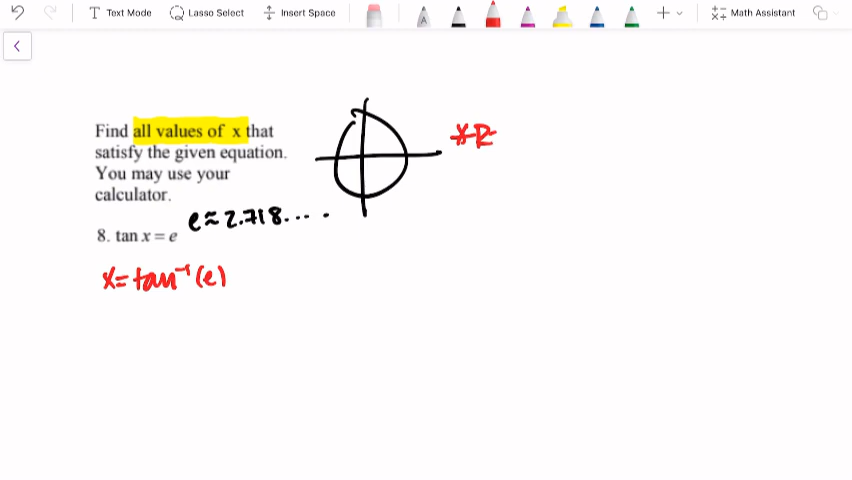 Text Mode
Lasso Select
Insert Space
Math Assistant
Find all values of x that
satisfy the given equation.
You may use your
calculator.
e≈2.718....
8. tan x = e
x=tan⁻¹(e)